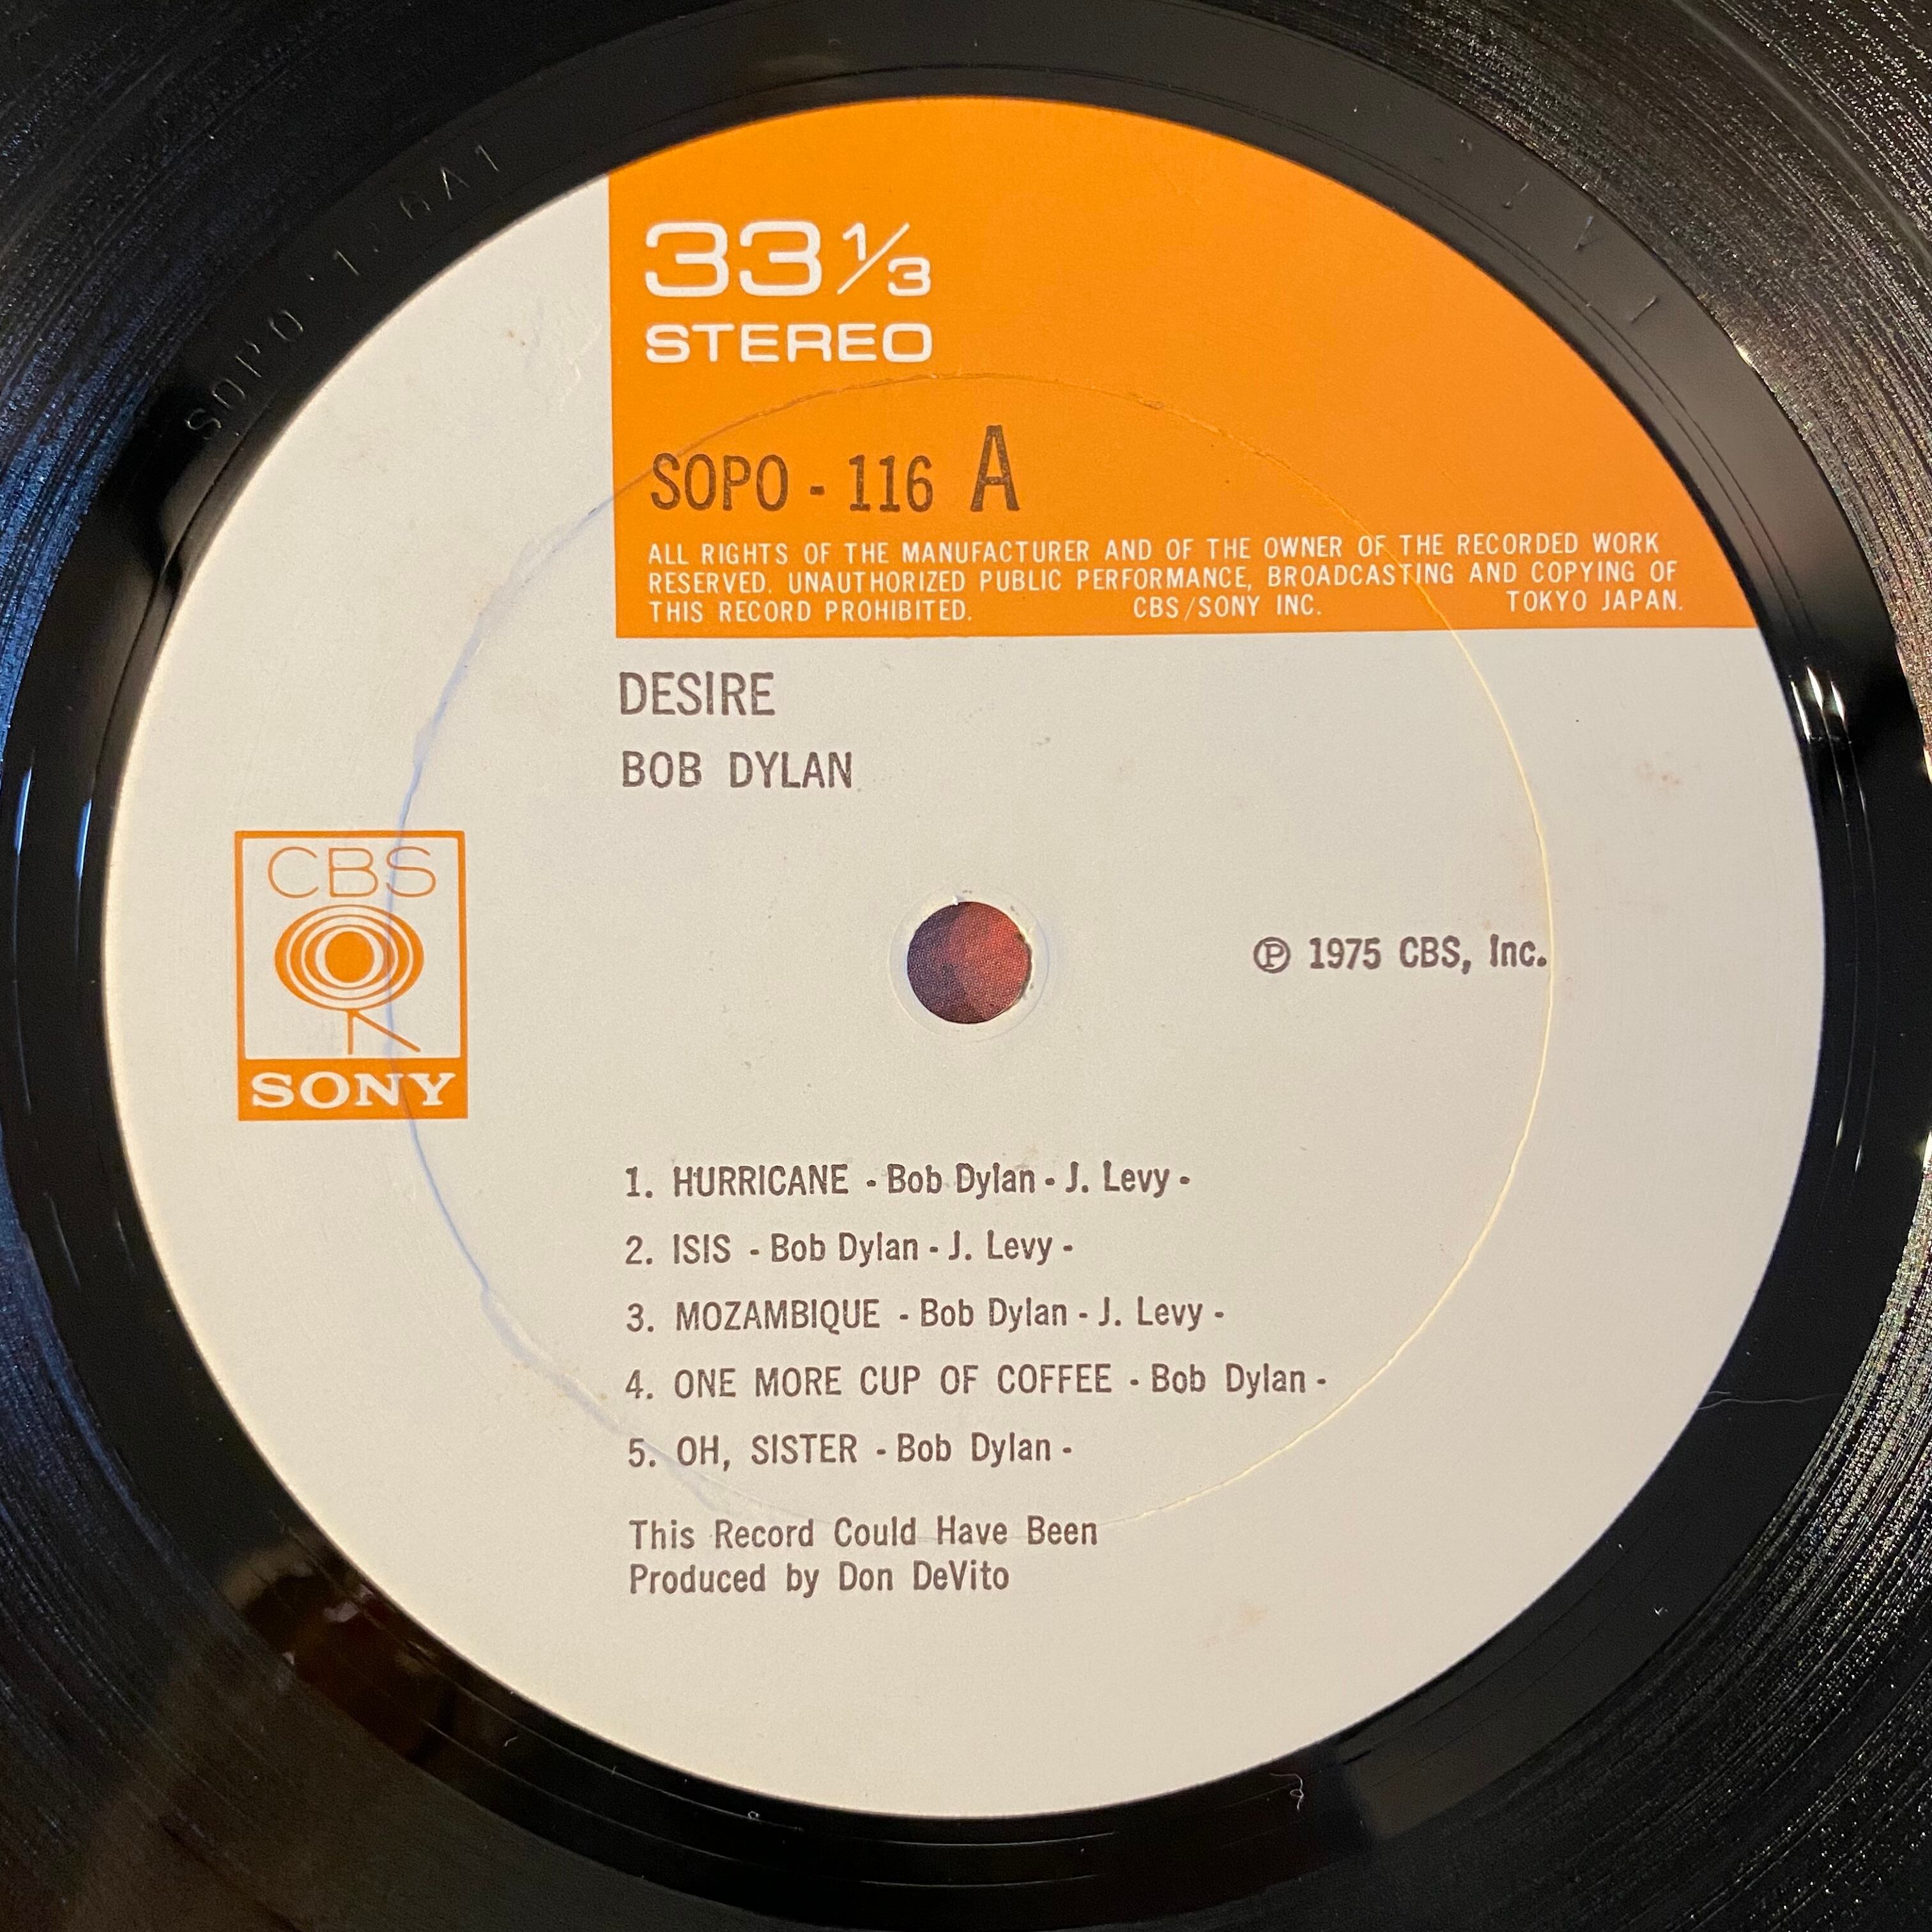 33 1/3
STEREO
SOPO - 116 A
ALL RIGHTS OF THE MANUFACTURER AND OF THE OWNER OF THE RECORDED WORK
RESERVED. UNAUTHORIZED PUBLIC PERFORMANCE, BROADCASTING AND COPYING OF
THIS RECORD PROHIBITED. CBS/SONY INC. TOKYO JAPAN.
DESIRE
BOB DYLAN
CBS
SONY
Ⓟ 1975 CBS, Inc.
1. HURRICANE - Bob Dylan - J. Levy -
2. ISIS - Bob Dylan - J. Levy -
3. MOZAMBIQUE - Bob Dylan - J. Levy -
4. ONE MORE CUP OF COFFEE - Bob Dylan -
5. OH, SISTER - Bob Dylan -
This Record Could Have Been
Produced by Don DeVito
SOPO